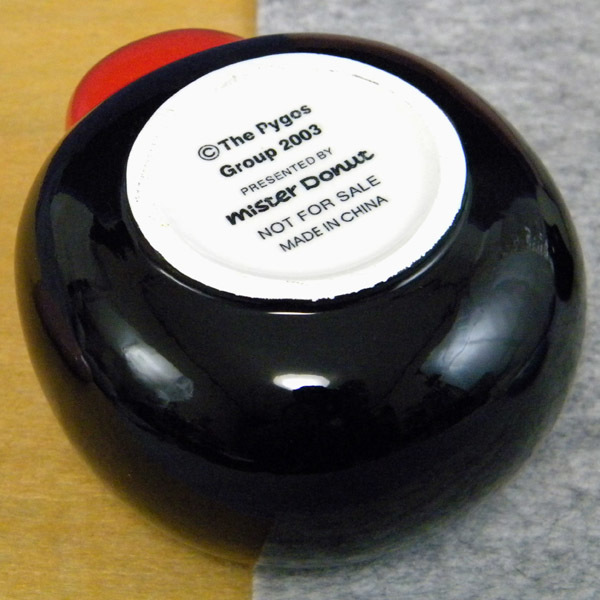 ©The Pygos
Group 2003
PRESENTED BY
mister Donut
NOT FOR SALE
MADE IN CHINA